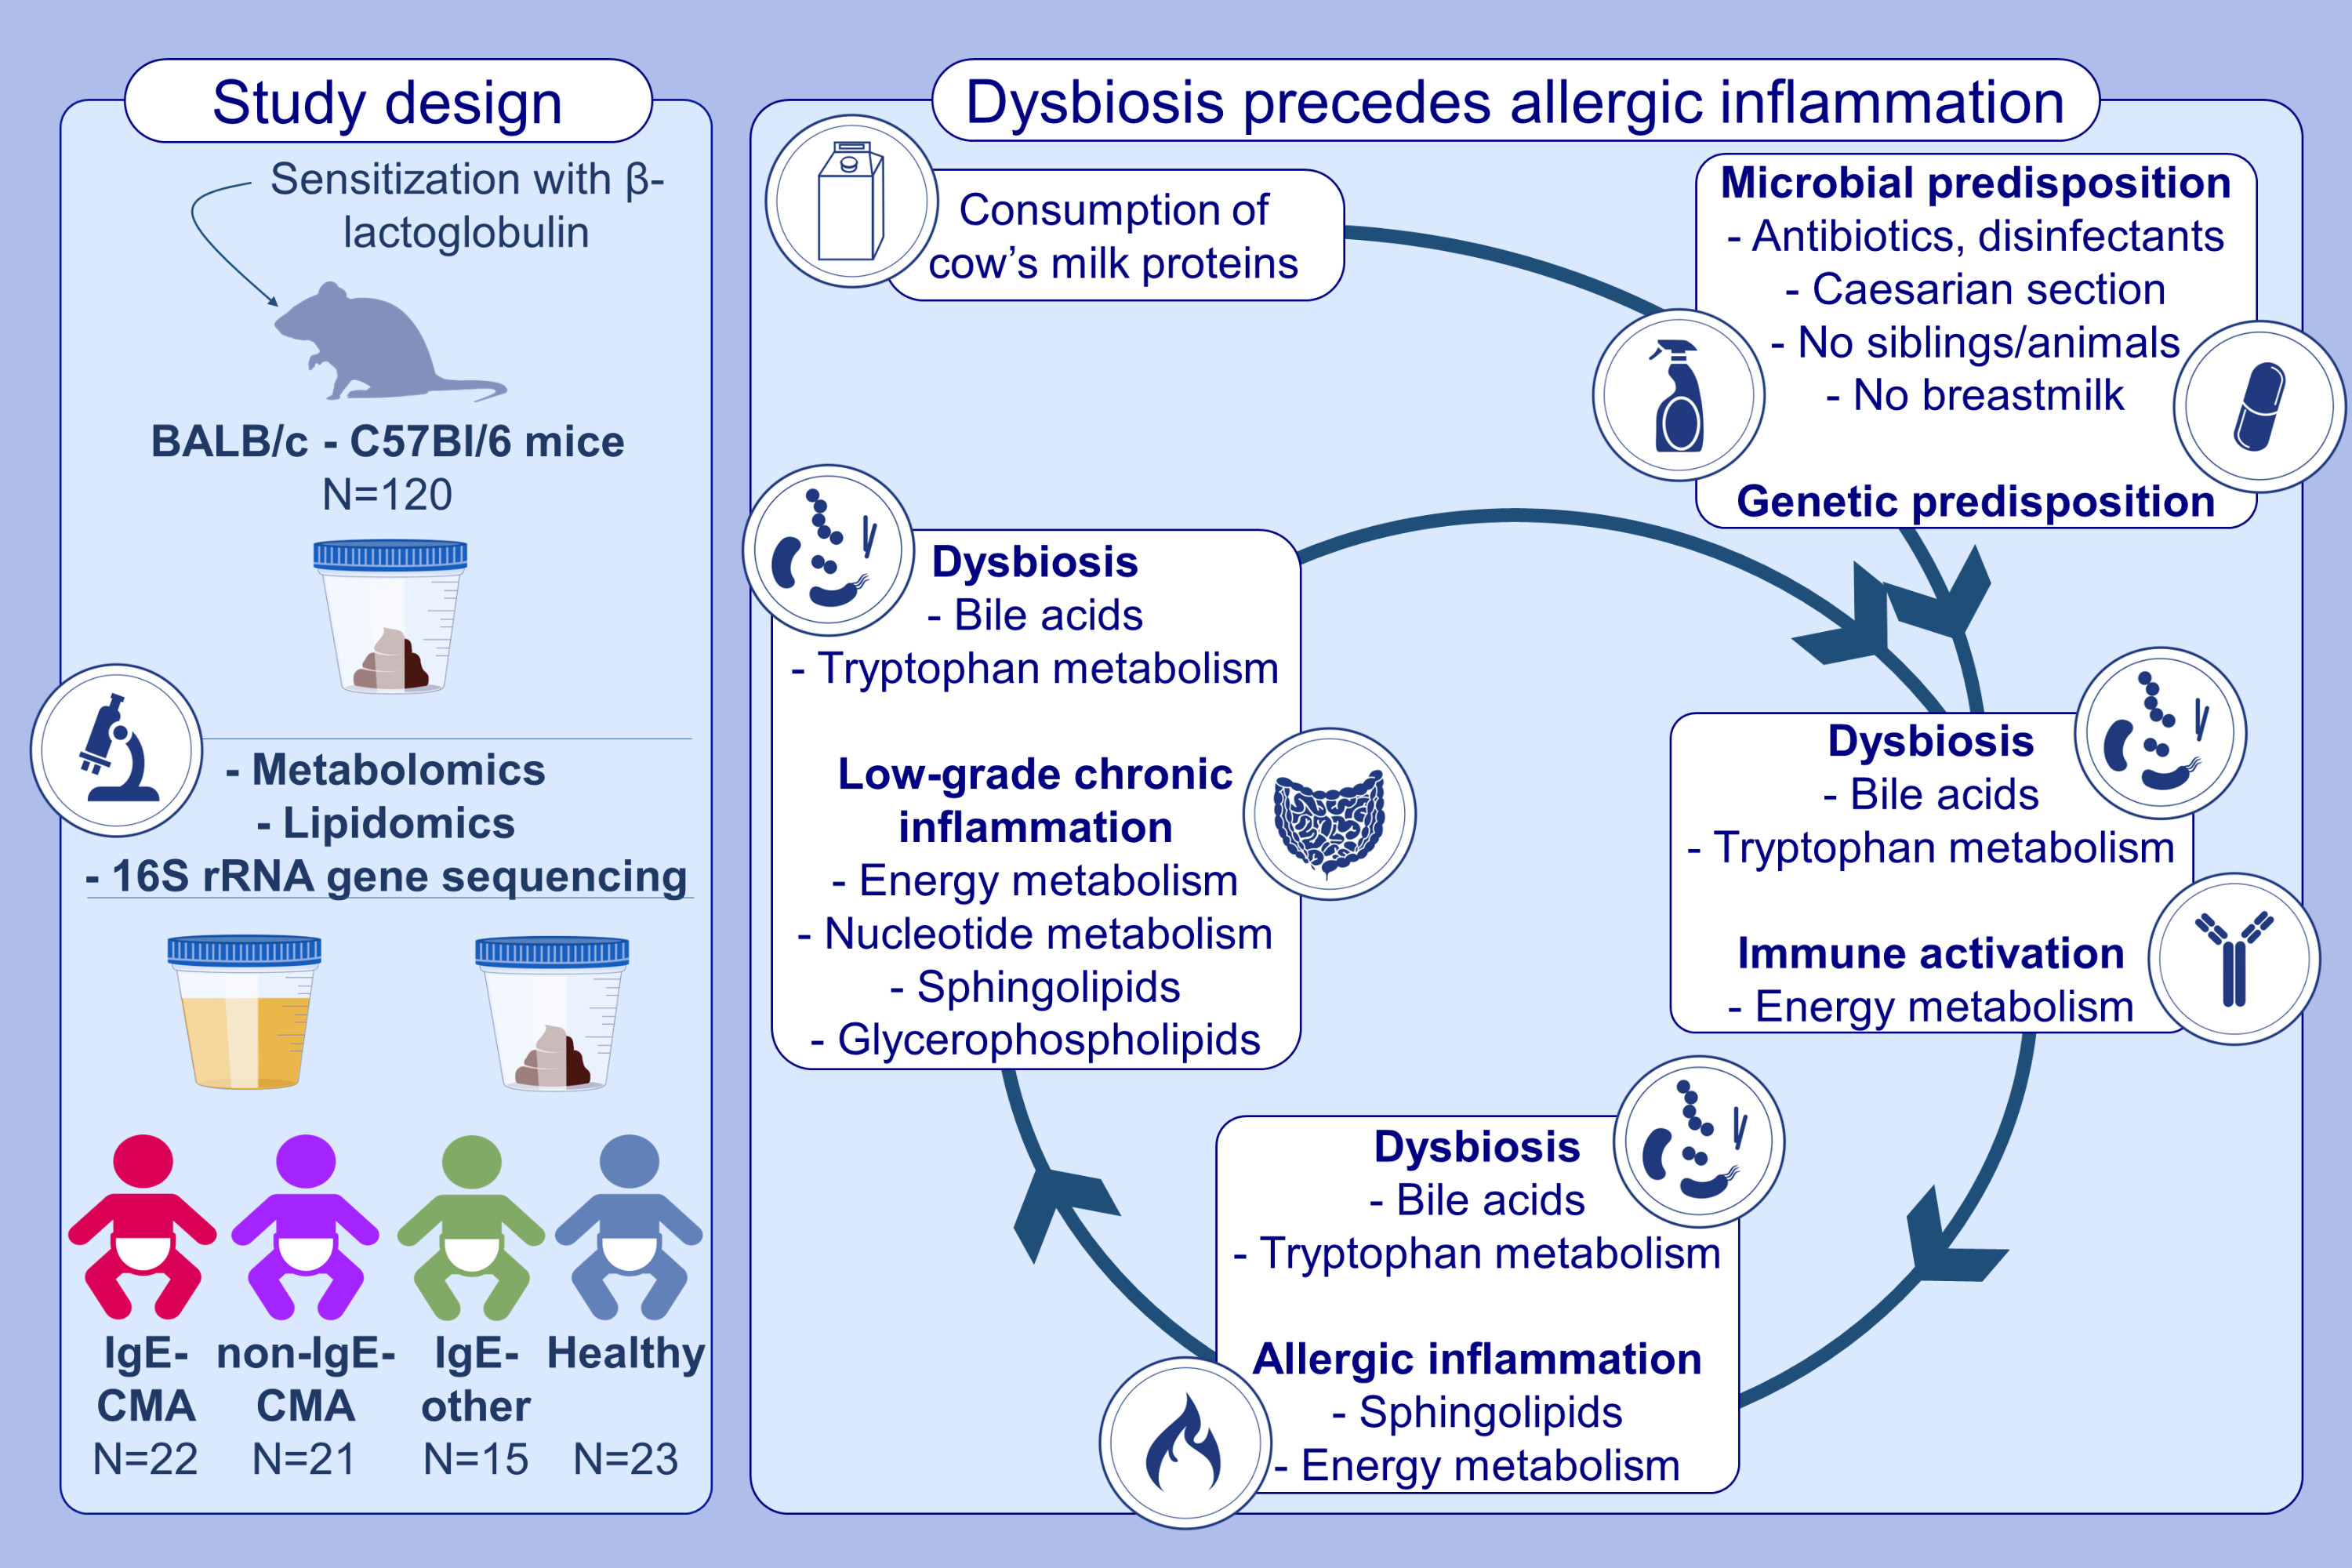 Study design
Sensitization with β-
lactoglobulin
BALB/c - C57Bl/6 mice
N=120
- Metabolomics
- Lipidomics
- 16S rRNA gene sequencing
IgE-
CMA
N=22
non-IgE-
CMA
N=21
IgE-
other
N=15
Healthy
N=23
Dysbiosis precedes allergic inflammation
Consumption of
cow’s milk proteins
Microbial predisposition
- Antibiotics, disinfectants
- Caesarian section
- No siblings/animals
- No breastmilk
Genetic predisposition
Dysbiosis
- Bile acids
- Tryptophan metabolism
Immune activation
- Energy metabolism
Dysbiosis
- Bile acids
- Tryptophan metabolism
Allergic inflammation
- Sphingolipids
- Energy metabolism
Dysbiosis
- Bile acids
- Tryptophan metabolism
Low-grade chronic
inflammation
- Energy metabolism
- Nucleotide metabolism
- Sphingolipids
- Glycerophospholipids